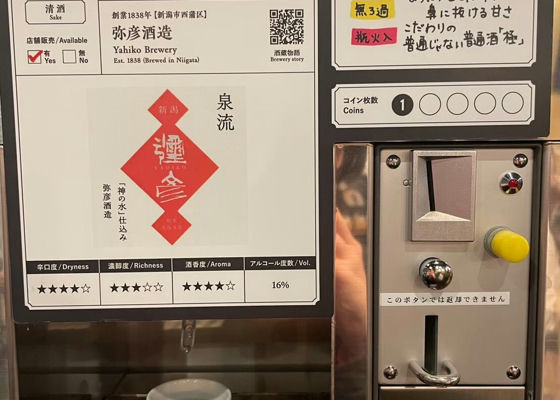 清酒
Sake
店舗販売/Available
有
Yes
無
No
創業1838年【新潟市西蒲区】
弥彦酒造
Yahiko Brewery
Est. 1838 (Brewed in Niigata)
酒蔵物語
Brewery story
泉流
新潟
彌彦
YAHIKO
「神の水」仕込み
弥彦酒造
辛口度/Dryness
濃醇度/Richness
酒香度/Aroma
アルコール度数/Vol.
★★★★☆
★★★☆☆
★★★★☆
16%
無ろ過
鼻に抜ける甘さ
瓶火入
こだわりの
普通じゃない普通酒「極」
コイン枚数
Coins
1
このボタンでは返却できません